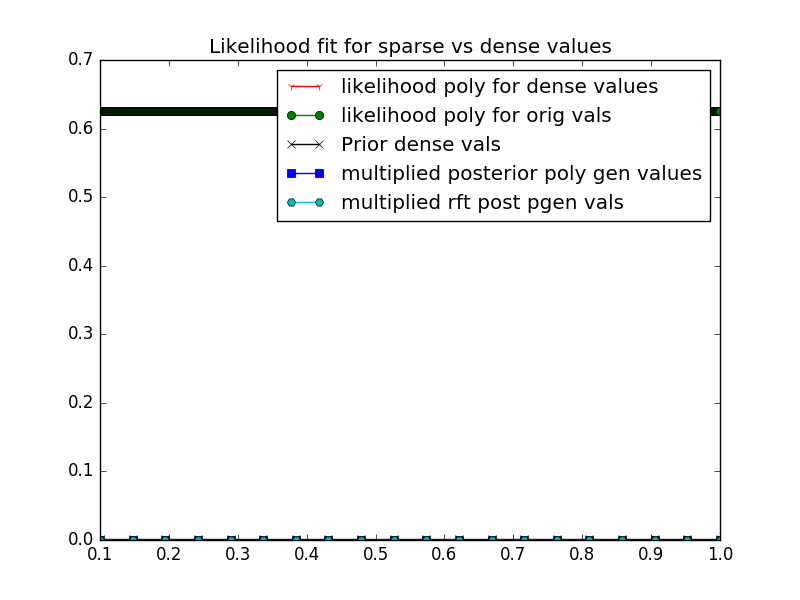 Likelihood fit for sparse vs dense values
0.7
likelihood poly for dense values
likelihood poly for orig vals
0.6
Prior dense vals
multiplied posterior poly gen values
0.5
multiplied rft post pgen vals
0.4
0.3
0.2
0.1
0.0
0.1 0.2 0.3 0.4 0.5 0.6 0.7 0.8 0.9 1.0